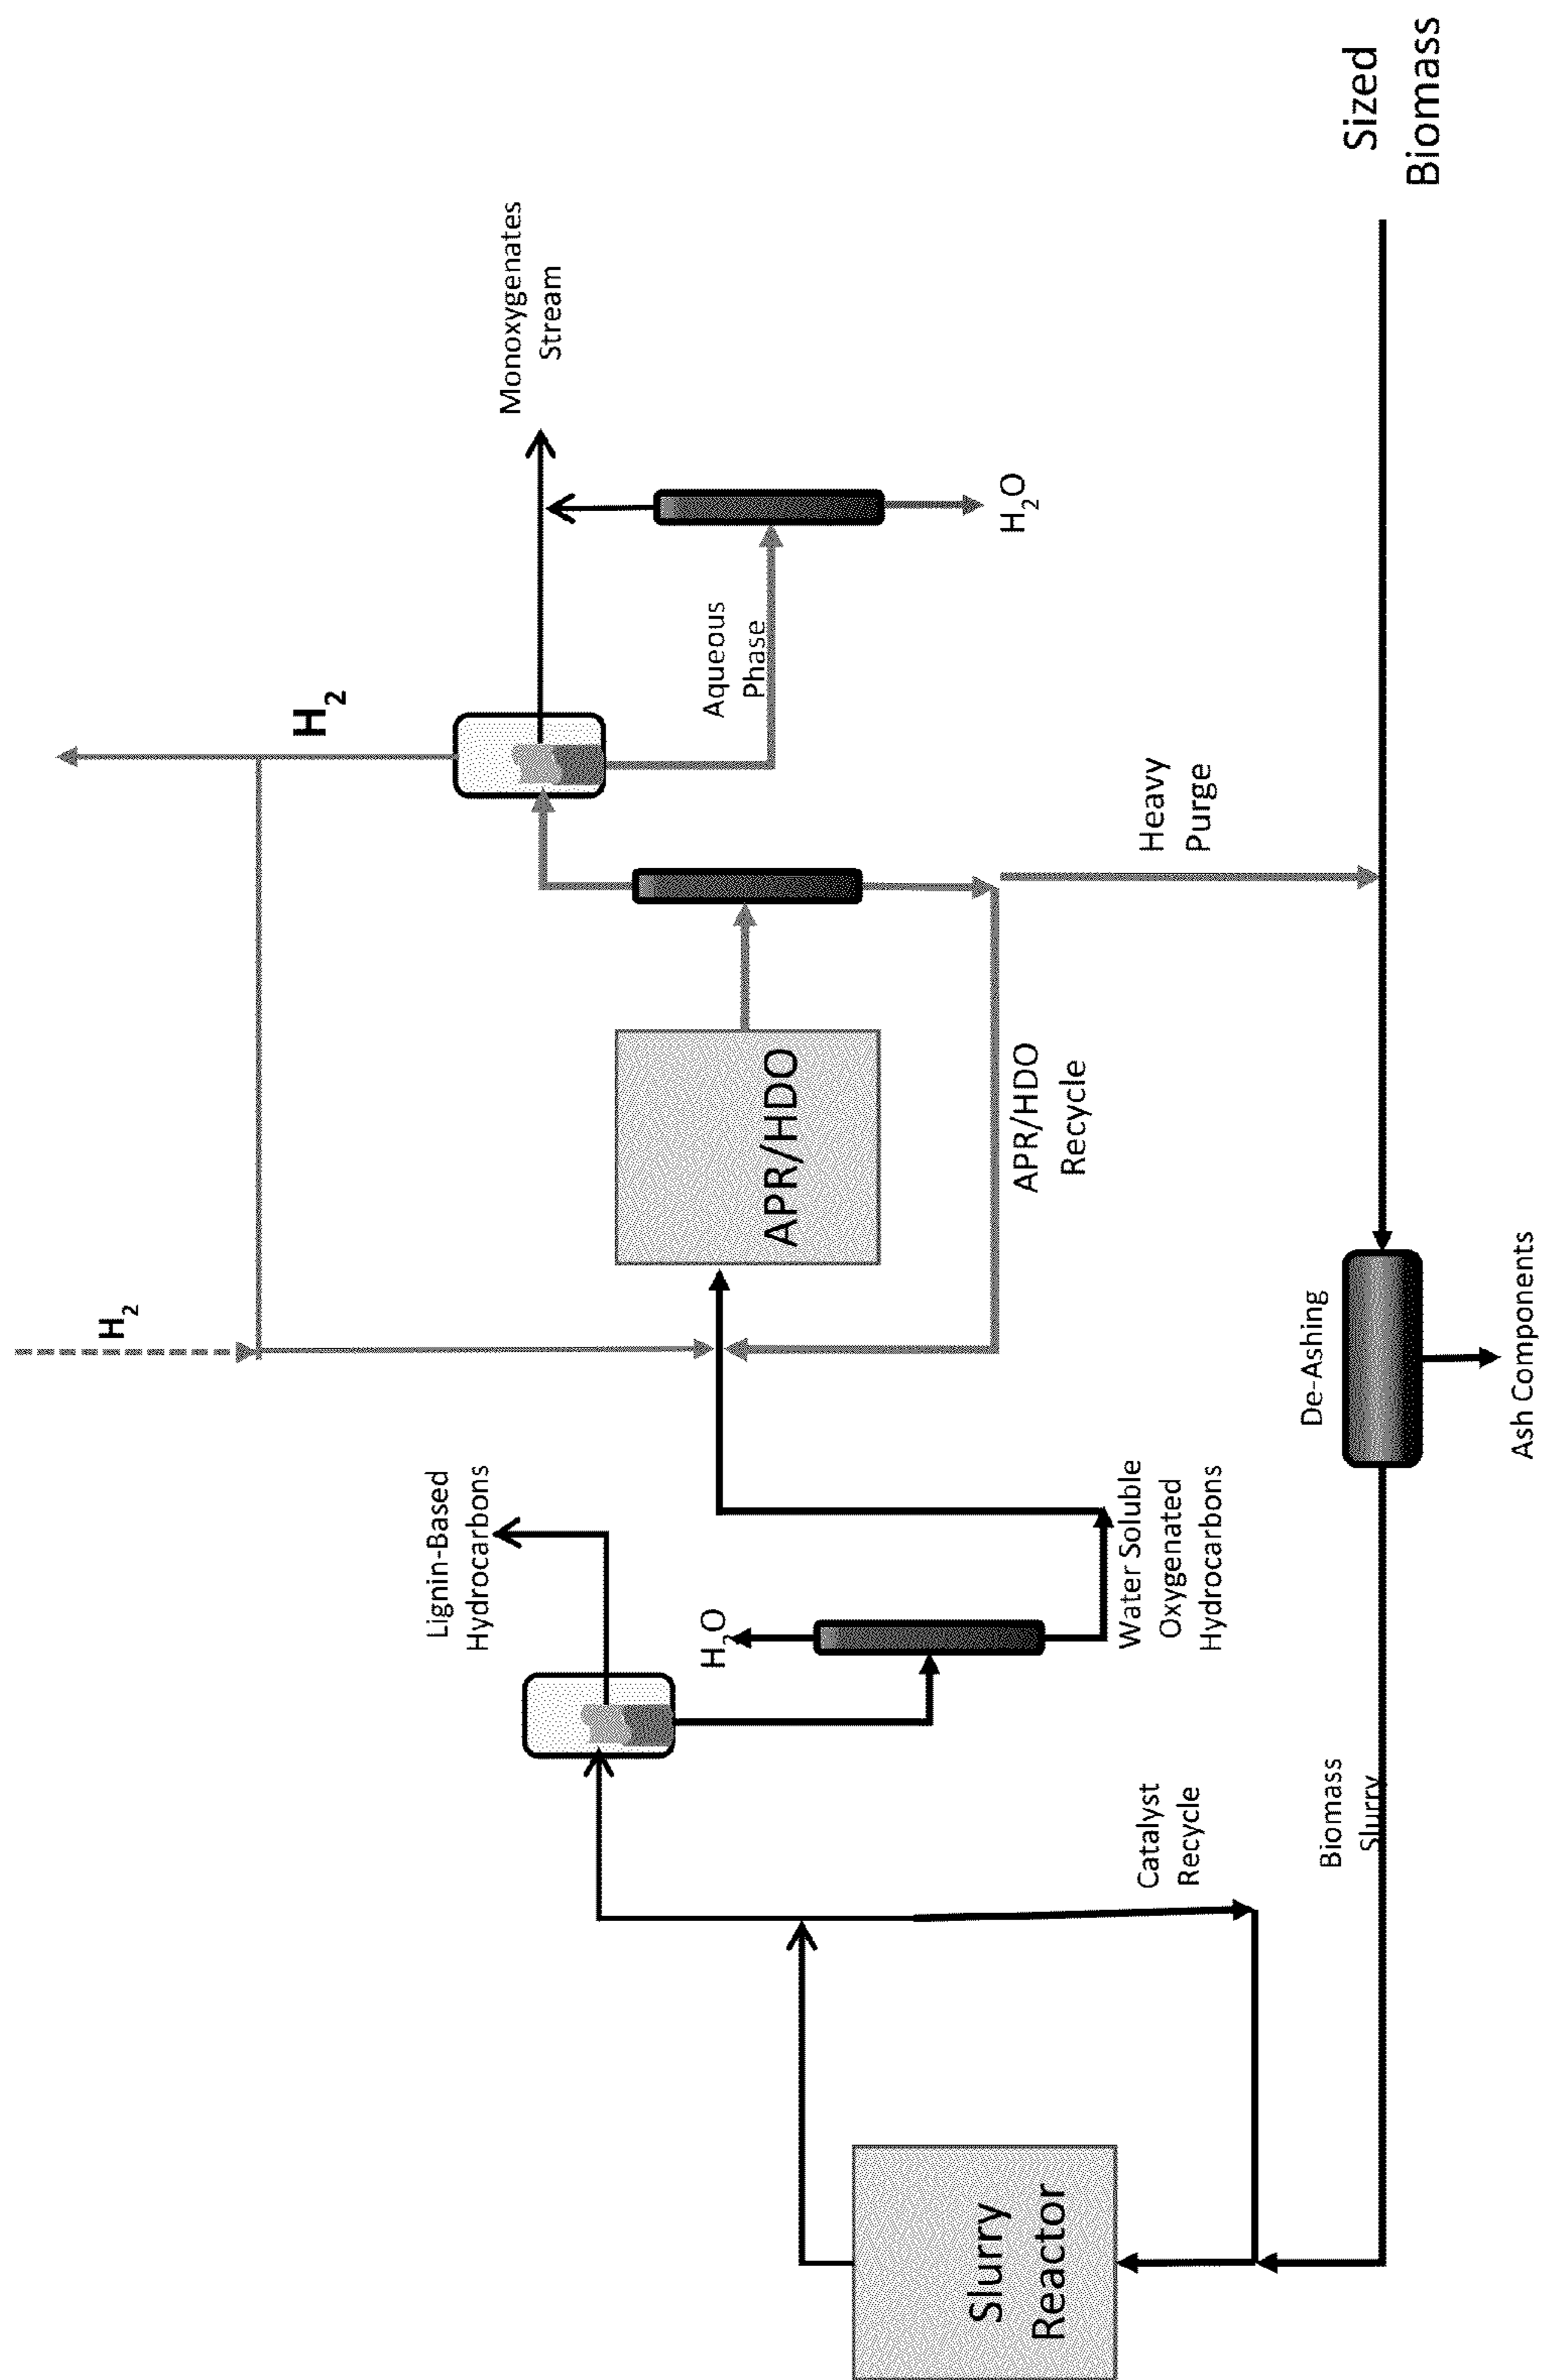 H₂
H₂
Lignin-Based
Hydrocarbons
Monoxygenates
Stream
H₂O
Aqueous
Phase
APR/HDO
Slurry
Reactor
H₂O
APR/HDO
Recycle
Water Soluble
Oxygenated
Hydrocarbons
Catalyst
Recycle
Heavy
Purge
De-Ashing
Biomass
Slurry
Sized
Biomass
Ash Components